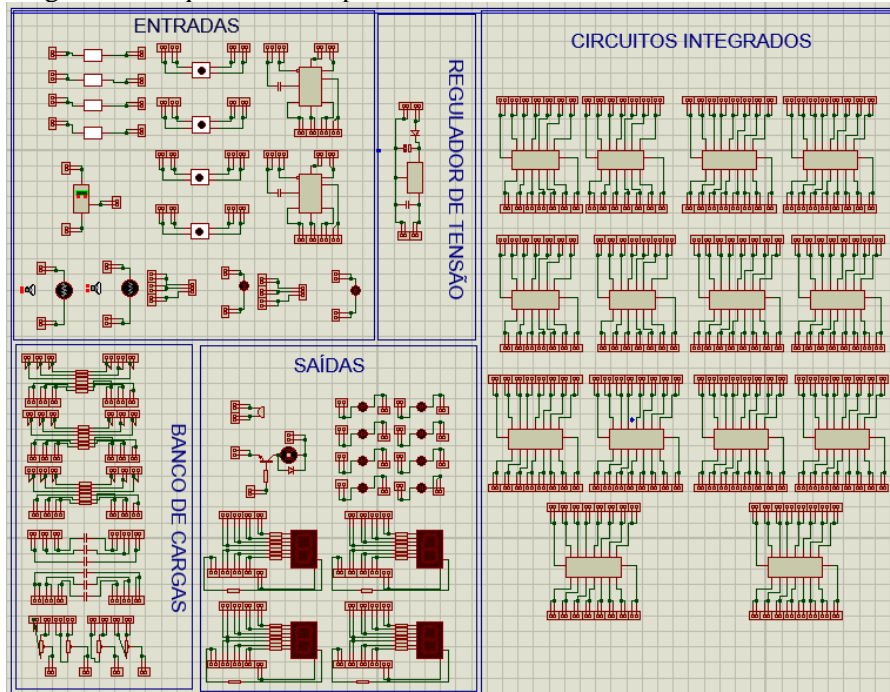 ENTRADAS
REGULADOR DE TENSÃO
CIRCUITOS INTEGRADOS
BANCO DE CARGAS
SAÍDAS